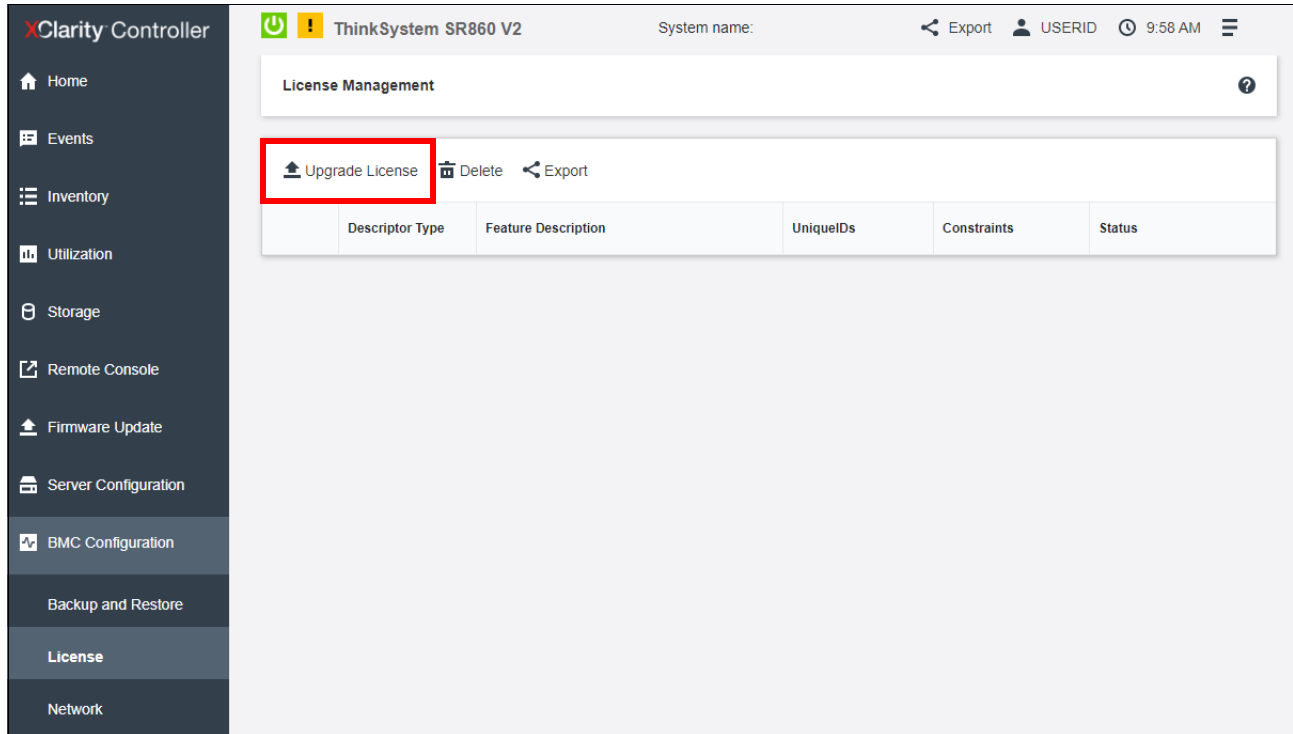 XClarity Controller
ThinkSystem SR860 V2 System name: Export USERID 9:58 AM
Home
License Management
Events
Upgrade License Delete Export
Inventory
Descriptor Type Feature Description UniqueIDs Constraints Status
Utilization
Storage
Remote Console
Firmware Update
Server Configuration
BMC Configuration
Backup and Restore
License
Network